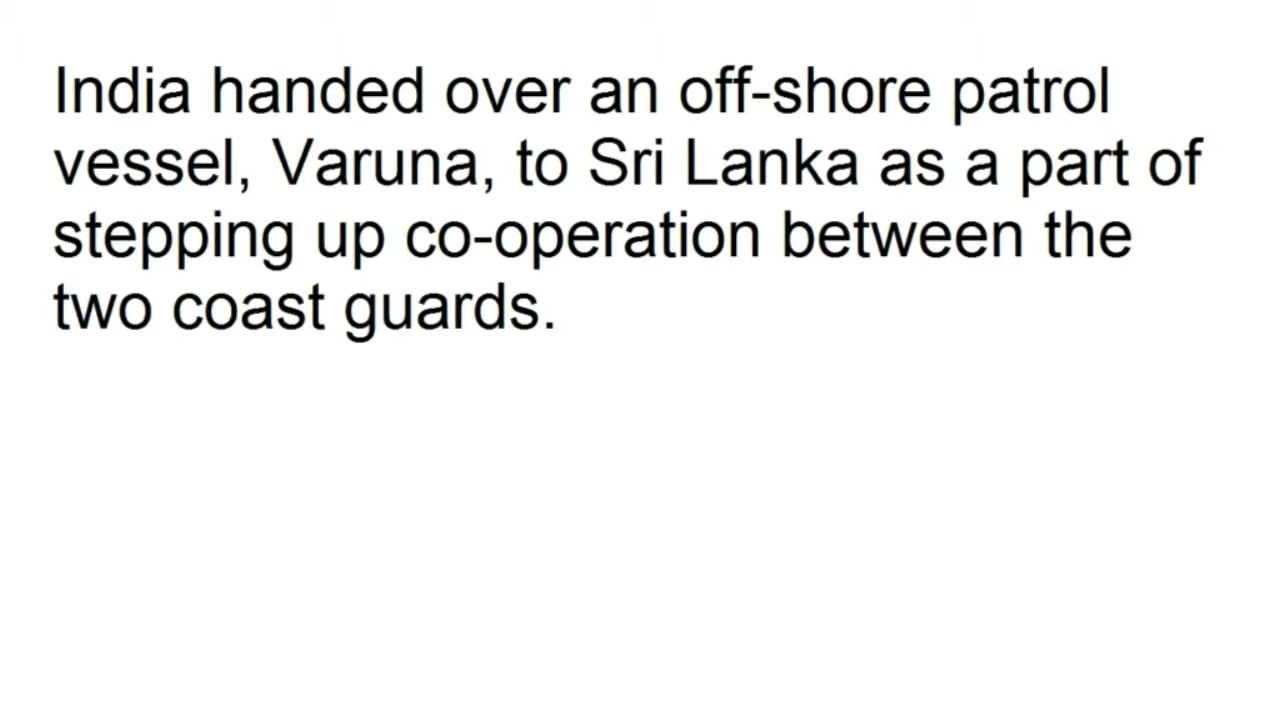 India handed over an off-shore patrol
vessel, Varuna, to Sri Lanka as a part of
stepping up co-operation between the
two coast guards.